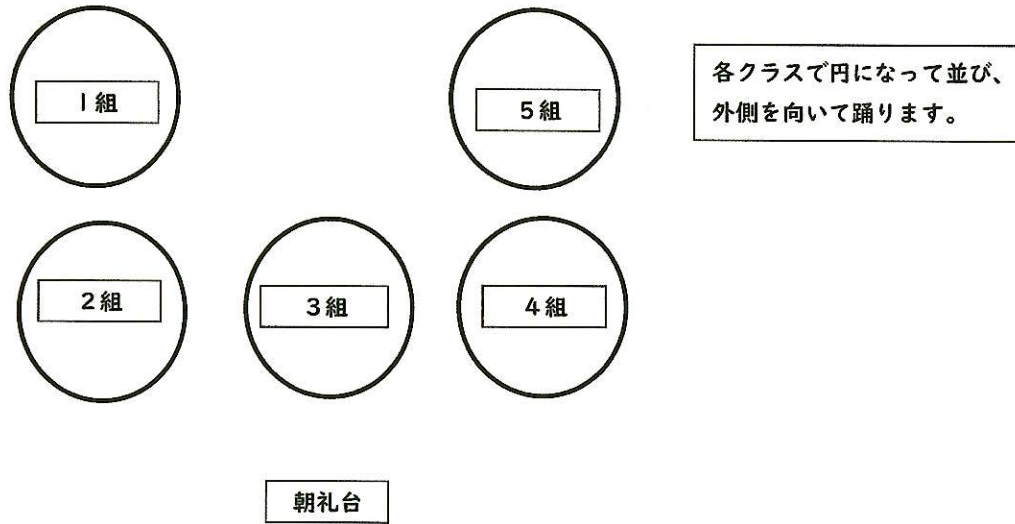 1組
5組
各クラスで円になって並び、
外側を向いて踊ります。
2組
3組
4組
朝礼台